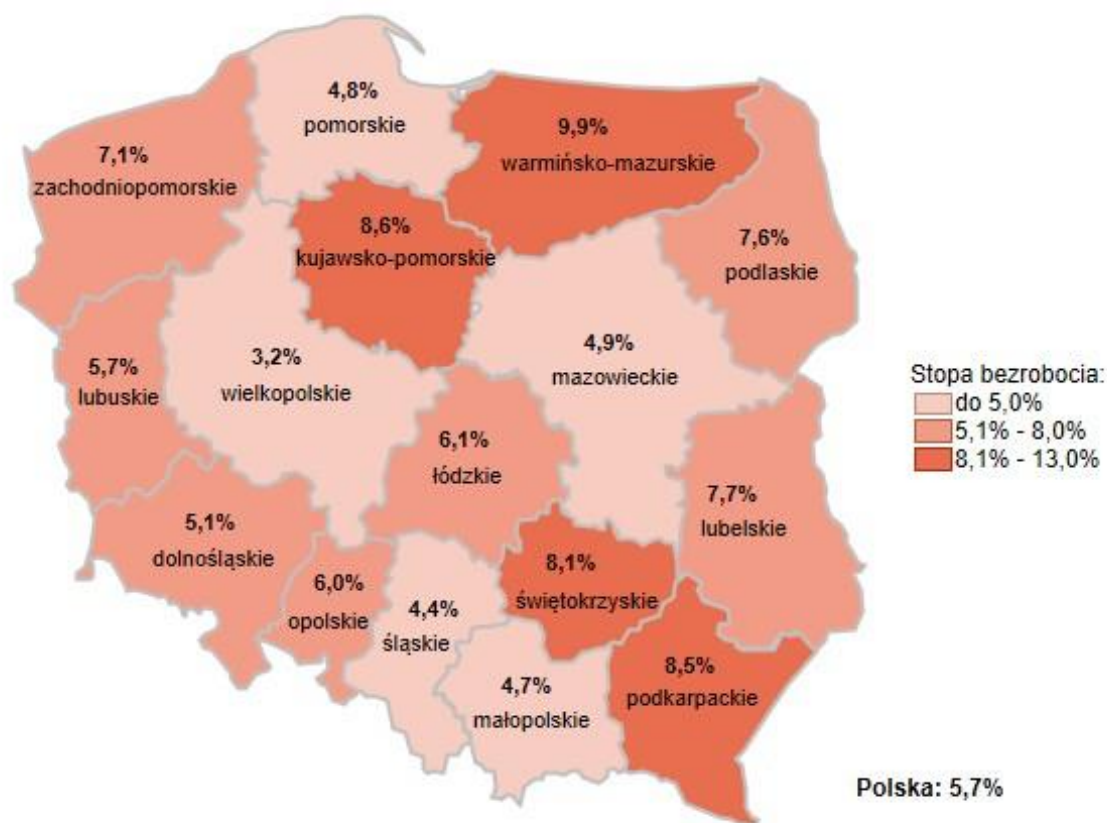 4,8%
pomorskie
9,9%
warmińsko-mazurskie
7,1%
zachodniopomorskie
8,6%
kujawsko-pomorskie
7,6%
podlaskie
5,7%
lubuskie
3,2%
wielkopolskie
4,9%
mazowieckie
Stopa bezrobocia:
do 5,0%
5,1% - 8,0%
8,1% - 13,0%
6,1%
łódzkie
7,7%
lubelskie
5,1%
dolnośląskie
6,0%
opolskie
4,4%
śląskie
8,1%
świętokrzyskie
4,7%
małopolskie
8,5%
podkarpackie
Polska: 5,7%